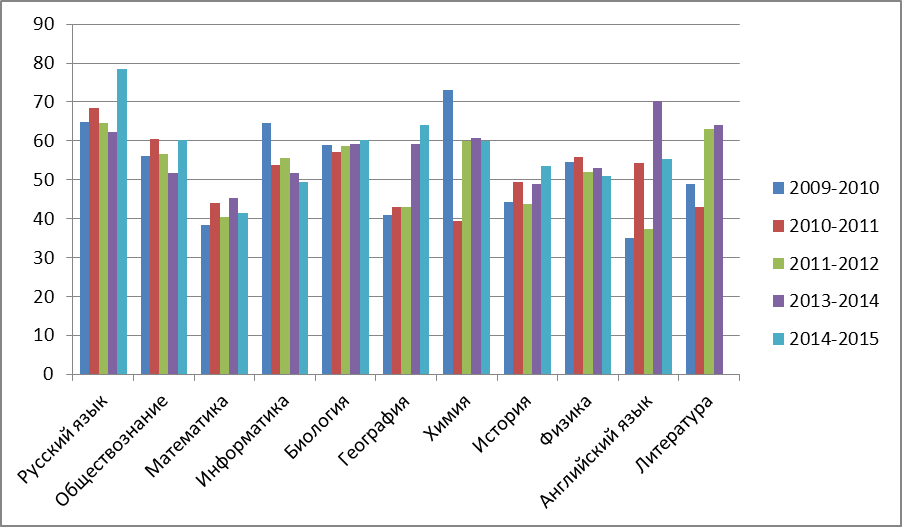 90
80
70
60
50
40
30
20
10
0
Русский язык
Обществознание
Математика
Информатика
Биология
География
Химия
История
Физика
Английский язык
Литература
2009-2010
2010-2011
2011-2012
2013-2014
2014-2015